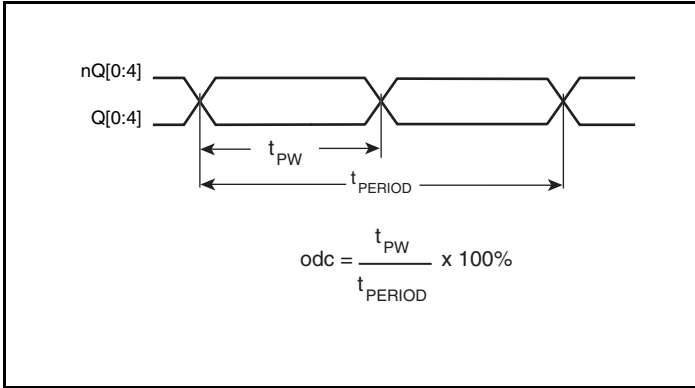 nQ[0:4]
Q[0:4]
tPW
tPERIOD
odc = tPW / tPERIOD x 100%